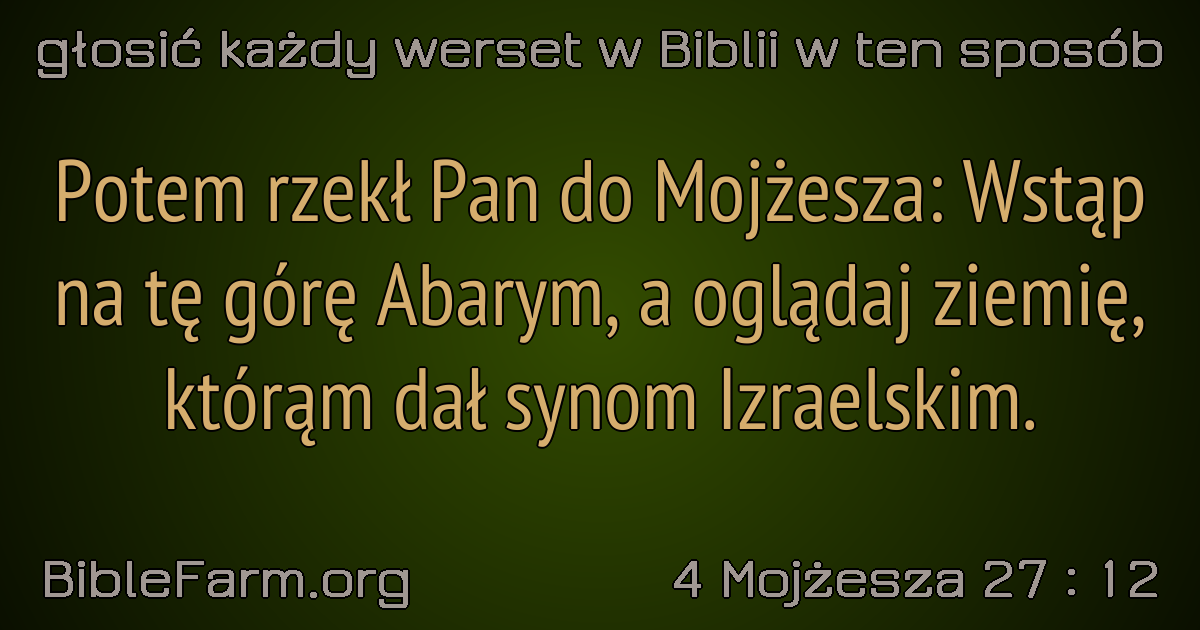 głosić każdy werset w Biblii w ten sposób
Potem rzekł Pan do Mojżesza: Wstąp
na tę górę Abarym, a oglądaj ziemię,
którąm dał synom Izraelskim.
BibleFarm.org
4 Mojżesza 27 : 12